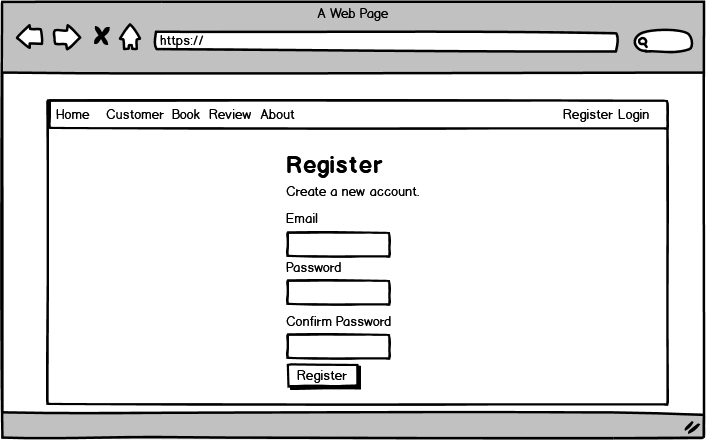 A Web Page
https://
Home Customer Book Review About Register Login
Register
Create a new account.
Email
Password
Confirm Password
Register